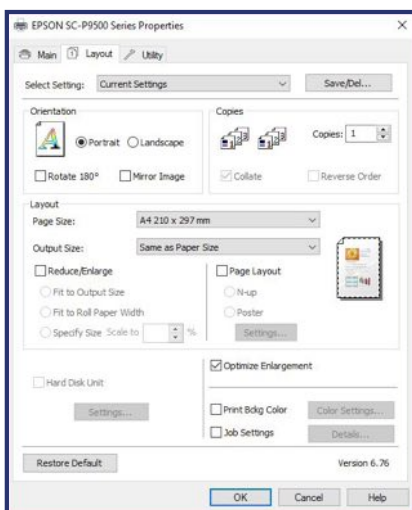 EPSON SC-P9500 Series Properties
Main Layout Utility
Select Setting: Current Settings Save/Del...
Orientation
Portrait Landscape
Rotate 180° Mirror Image
Copies
Copies: 1
Collate Reverse Order
Layout
Page Size: A4 210 x 297 mm
Output Size: Same as Paper Size
Reduce/Enlarge
Fit to Output Size
Fit to Roll Paper Width
Specify Size Scale to %
Page Layout
N-up
Poster
Settings...
Hard Disk Unit
Settings...
Optimize Enlargement
Print Bckg Color Color Settings...
Job Settings Details...
Restore Default Version 6.76
OK Cancel Help